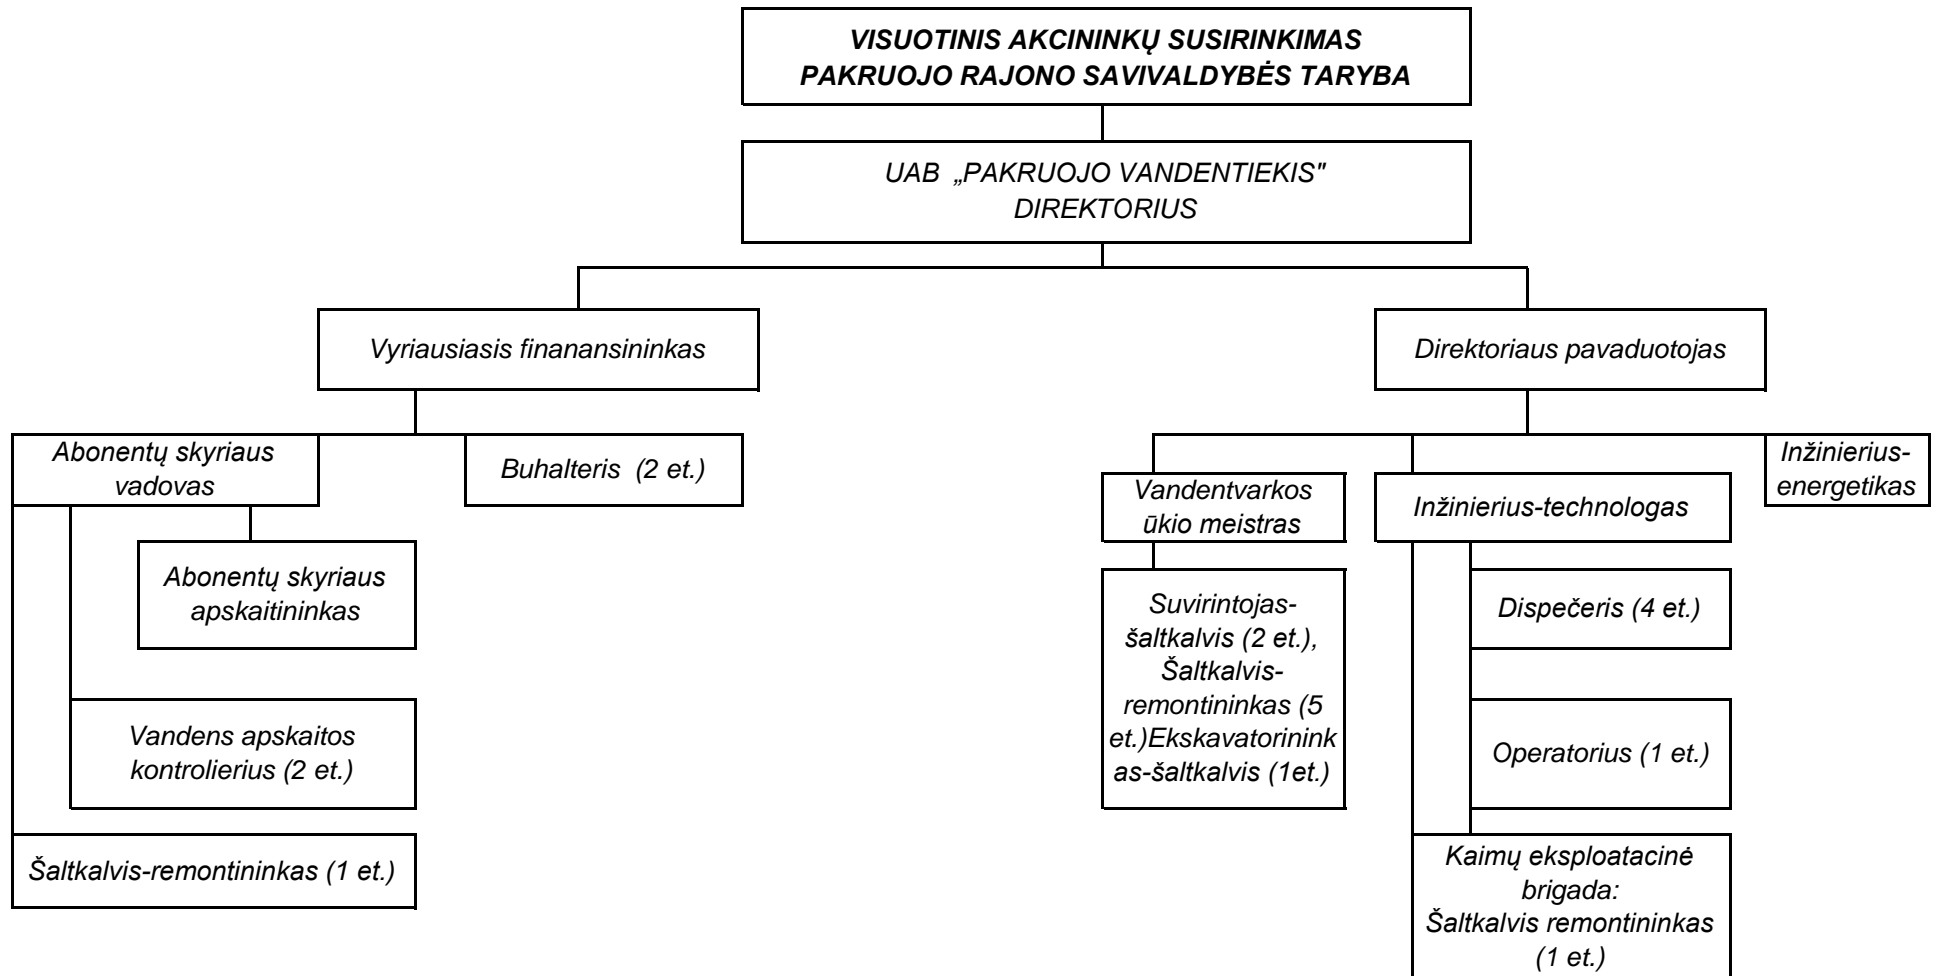 VISUOTINIS AKCININKŲ SUSIRINKIMAS
PAKRUOJO RAJONO SAVIVALDYBĖS TARYBA
UAB „PAKRUOJO VANDENTIEKIS"
DIREKTORIUS
Vyriausiasis finanansininkas
Direktoriaus pavaduotojas
Abonentų skyriaus
vadovas
Buhalteris (2 et.)
Abonentų skyriaus
apskaitininkas
Vandens apskaitos
kontrolierius (2 et.)
Šaltkalvis-remontininkas (1 et.)
Vandentvarkos
ūkio meistras
Suvirintojas-
šaltkalvis (2 et.),
Šaltkalvis-
remontininkas (5
et.)Ekskavatorinink
as-šaltkalvis (1et.)
Inžinierius-technologas
Dispečeris (4 et.)
Operatorius (1 et.)
Kaimų eksploatacinė
brigada:
Šaltkalvis remontininkas
(1 et.)
Inžinierius-
energetikas